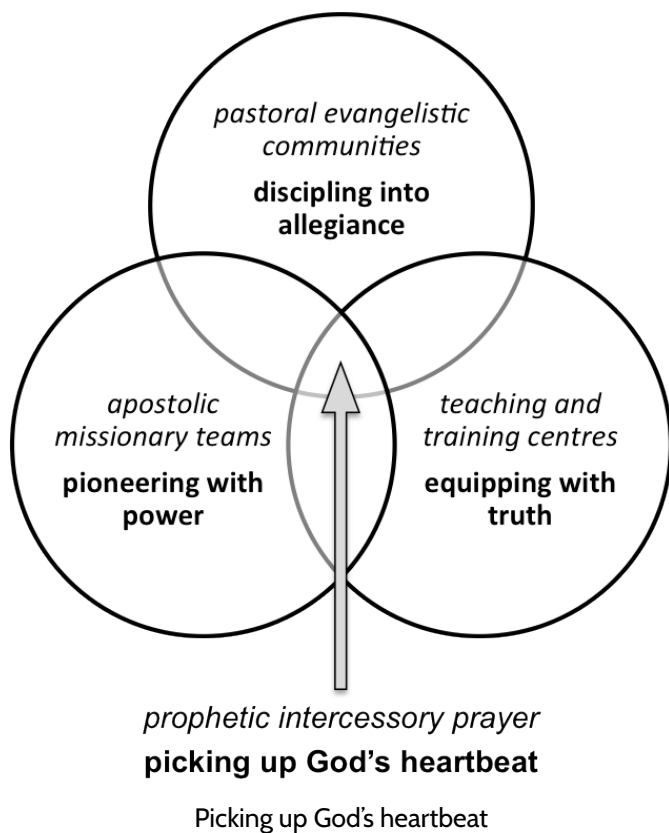 pastoral evangelistic
communities
discipling into
allegiance
apostolic
missionary teams
pioneering with
power
teaching and
training centres
equipping with
truth
prophetic intercessory prayer
picking up God’s heartbeat
Picking up God’s heartbeat